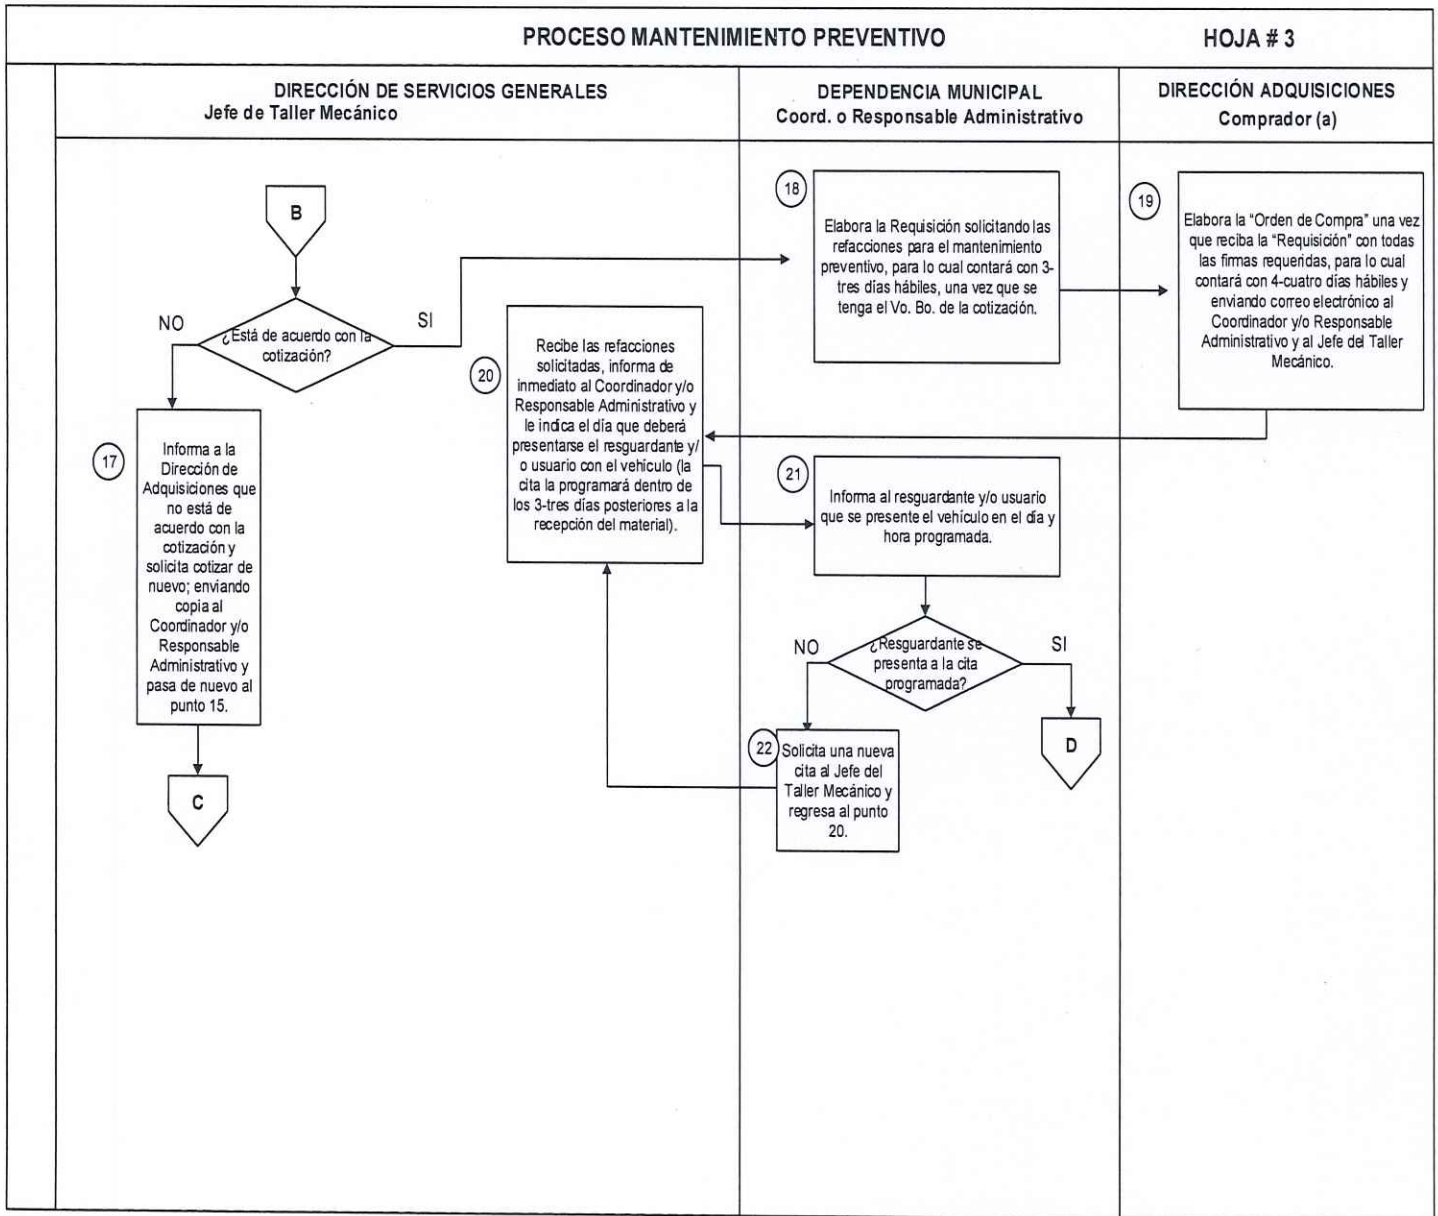 PROCESO MANTENIMIENTO PREVENTIVO
HOJA # 3
DIRECCIÓN DE SERVICIOS GENERALES
Jefe de Taller Mecánico
DEPENDENCIA MUNICIPAL
Coord. o Responsable Administrativo
DIRECCIÓN ADQUISICIONES
Comprador (a)
B
¿Está de acuerdo con la
cotización?
NO
SI
17
Informa a la
Dirección de
Adquisiciones que
no está de
acuerdo con la
cotización y
solicita cotizar de
nuevo; enviando
copia al
Coordinador y/o
Responsable
Administrativo y
pasa de nuevo al
punto 15.
C
18
Elabora la Requisición solicitando las
refacciones para el mantenimiento
preventivo, para lo cual contará con 3-
tres días hábiles, una vez que se
tenga el Vo. Bo. de la cotización.
19
Elabora la "Orden de Compra" una vez
que reciba la "Requisición" con todas
las firmas requeridas, para lo cual
contará con 4-cuatro días hábiles y
enviando correo electrónico al
Coordinador y/o Responsable
Administrativo y al Jefe del Taller
Mecánico.
20
Recibe las refacciones
solicitadas, informa de
inmediato al Coordinador y/o
Responsable Administrativo y
le indica el día que deberá
presentarse el resguardante y/
o usuario con el vehículo (la
cita la programará dentro de
los 3-tres días posteriores a la
recepción del material).
21
Informa al resguardante y/o usuario
que se presente el vehículo en el día y
hora programada.
¿Resguardante se
presenta a la cita
programada?
NO
SI
22
Solicita una nueva
cita al Jefe del
Taller Mecánico y
regresa al punto
20.
D